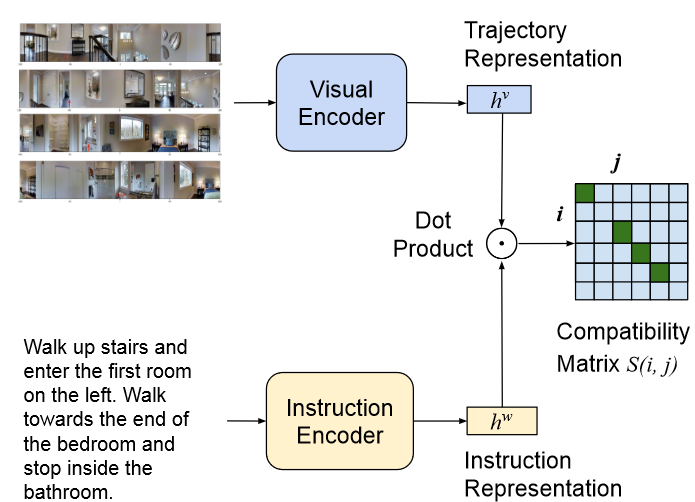 Trajectory
Representation
Visual
Encoder
h^v
j
i
Dot
Product
Compatibility
Matrix S(i, j)
Walk up stairs and
enter the first room
on the left. Walk
towards the end of
the bedroom and
stop inside the
bathroom.
Instruction
Encoder
h^w
Instruction
Representation